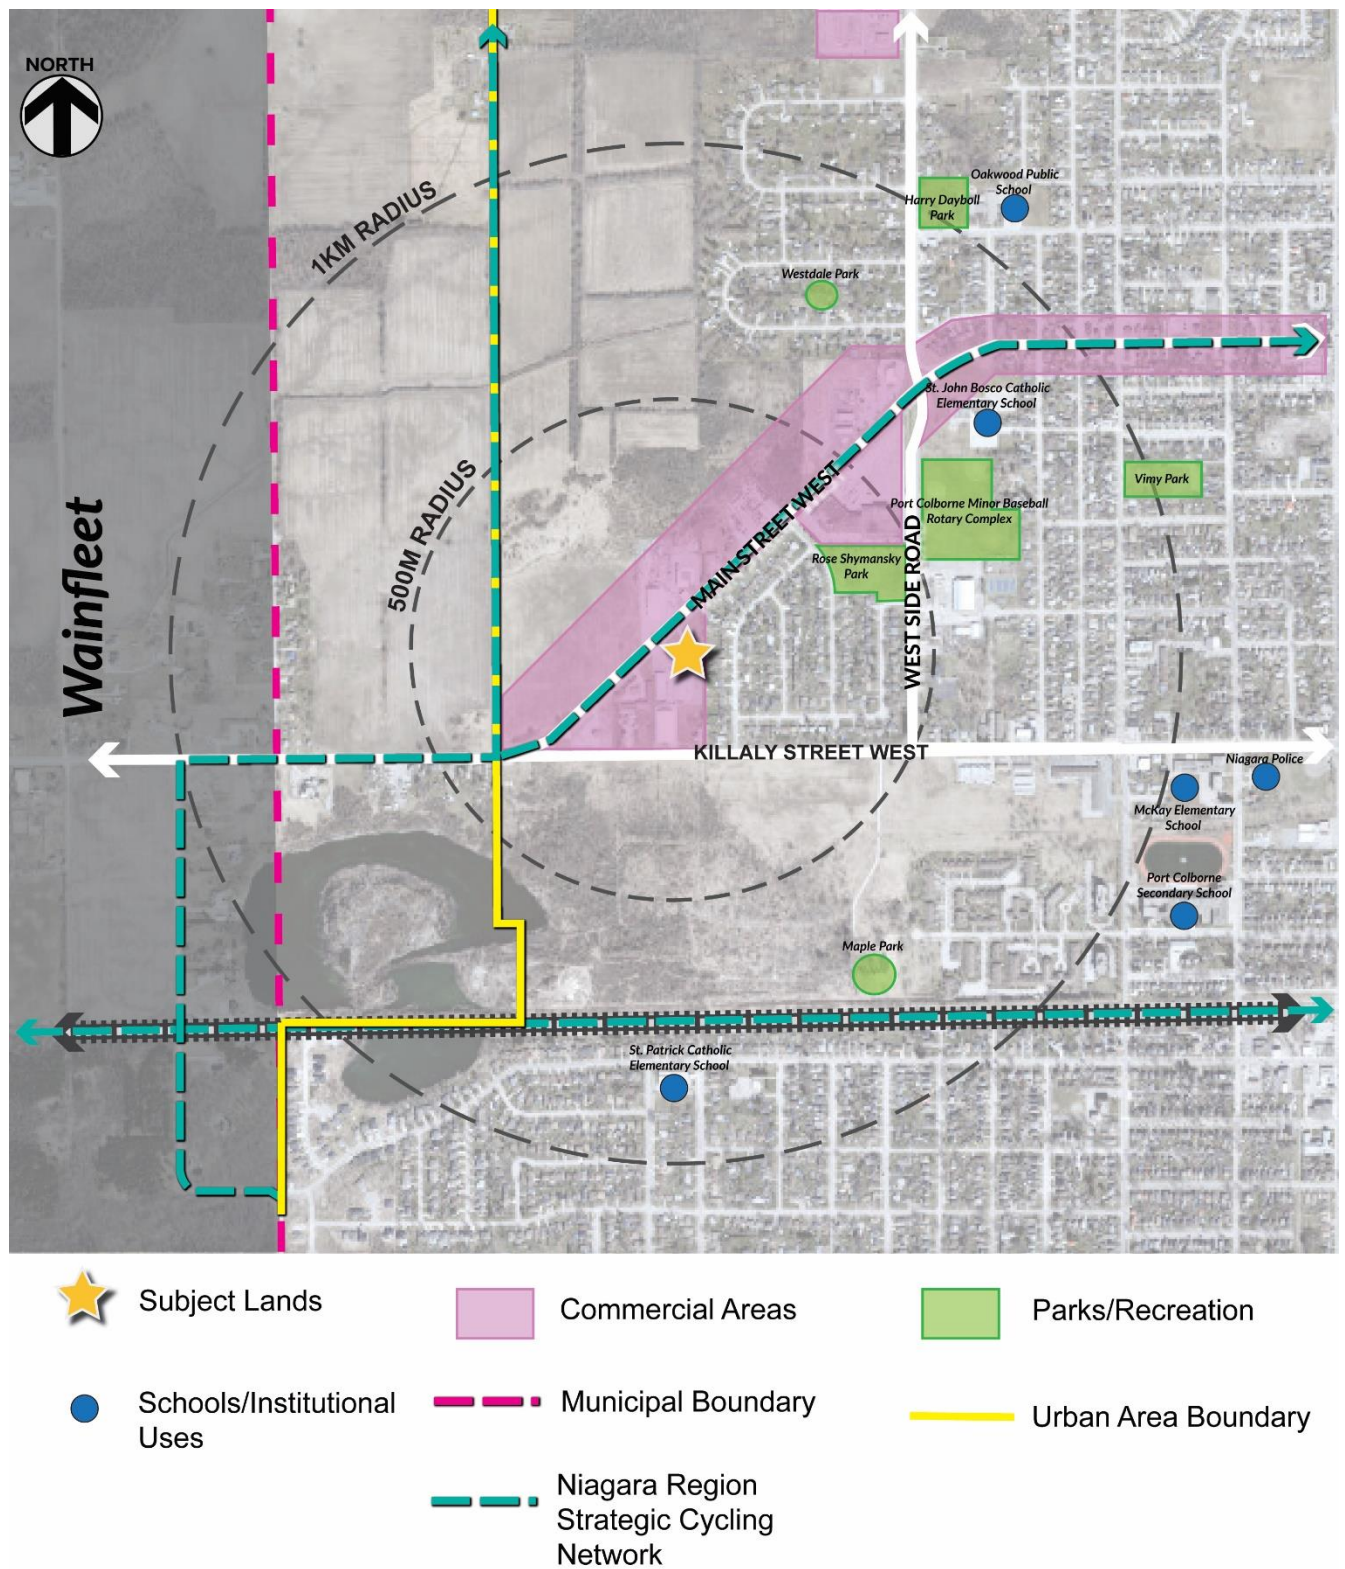 NORTH
1KM RADIUS
Oakwood Public
School
Harry Dayboll
Park
Westdale Park
St. John Bosco Catholic
Elementary School
500M RADIUS
MAIN STREET WEST
Vimy Park
Port Colborne Minor Baseball
Rotary Complex
Rose Shymansky
Park
WEST SIDE ROAD
Wainfleet
KILLALY STREET WEST
Niagara Police
McKay Elementary
School
Port Colborne
Secondary School
Maple Park
St. Patrick Catholic
Elementary School
Subject Lands
Commercial Areas
Parks/Recreation
Schools/Institutional
Uses
Municipal Boundary
Urban Area Boundary
Niagara Region
Strategic Cycling
Network